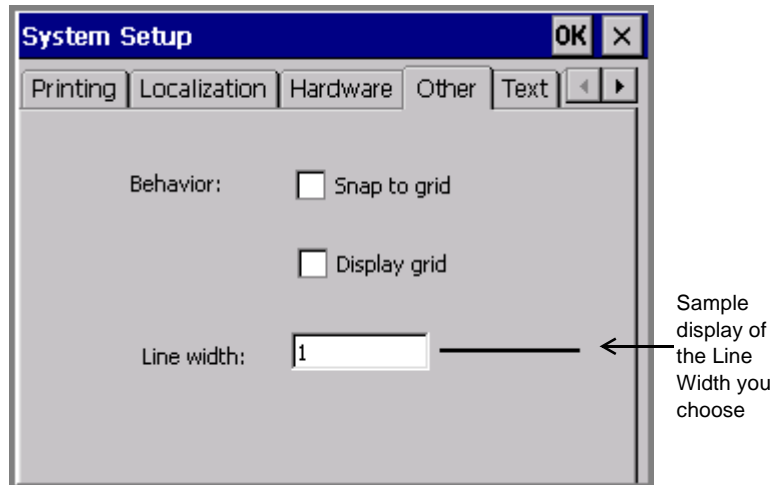 System Setup OK
Printing Localization Hardware Other Text
Behavior: Snap to grid
Display grid
Line width: 1
Sample
display of
the Line
Width you
choose